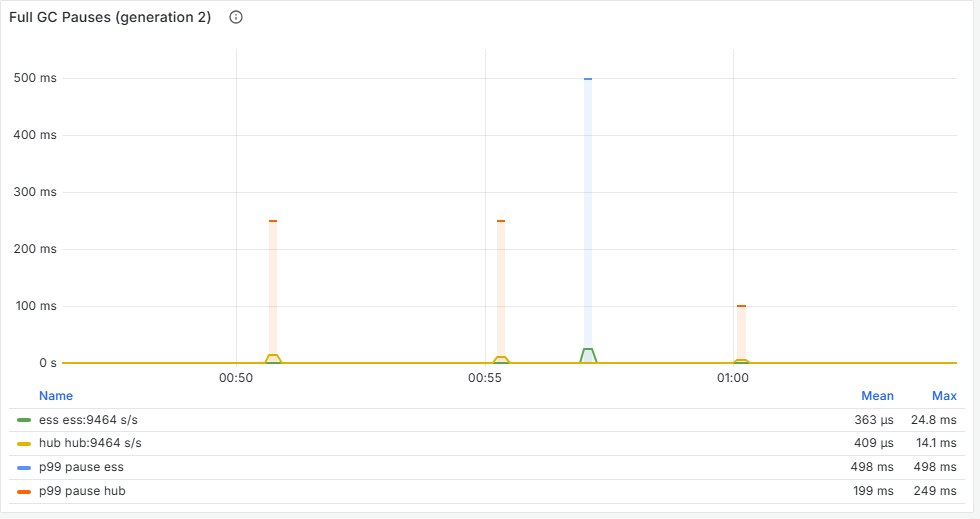 Full GC Pauses (generation 2)
500 ms
400 ms
300 ms
200 ms
100 ms
0 s
00:50 00:55 01:00
Name Mean Max
ess ess:9464 s/s 363 µs 24.8 ms
hub hub:9464 s/s 409 µs 14.1 ms
p99 pause ess 498 ms 498 ms
p99 pause hub 199 ms 249 ms